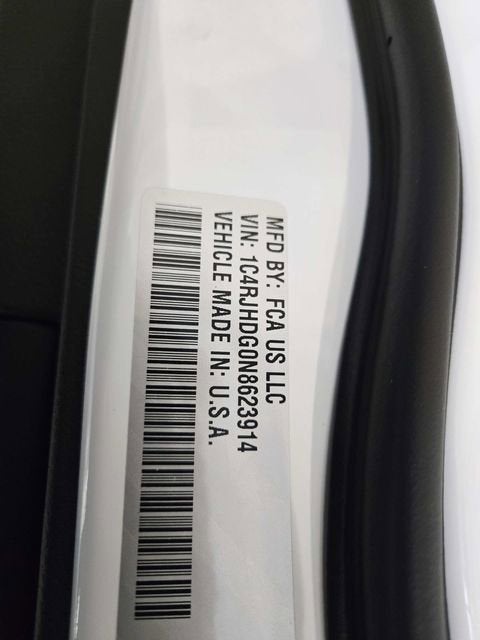 MFD BY: FCA US LLC
VIN: 1C4RJHDG0N8623914
VEHICLE MADE IN: U.S.A.